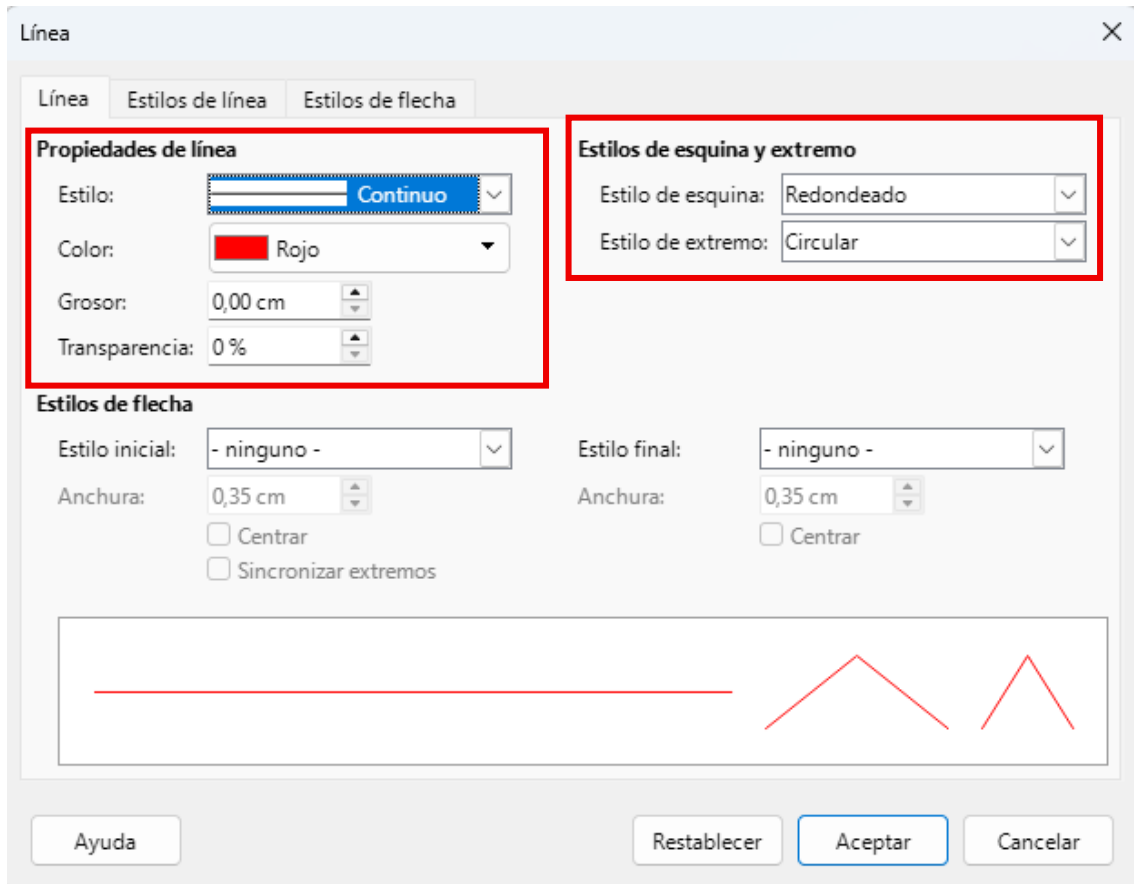 Línea
Línea Estilos de línea Estilos de flecha
Propiedades de línea
Estilo: Continuo
Color: Rojo
Grosor: 0,00 cm
Transparencia: 0 %
Estilos de esquina y extremo
Estilo de esquina: Redondeado
Estilo de extremo: Circular
Estilos de flecha
Estilo inicial: - ninguno -
Anchura: 0,35 cm
Centrar
Sincronizar extremos
Estilo final: - ninguno -
Anchura: 0,35 cm
Centrar
Ayuda Restablecer Aceptar Cancelar